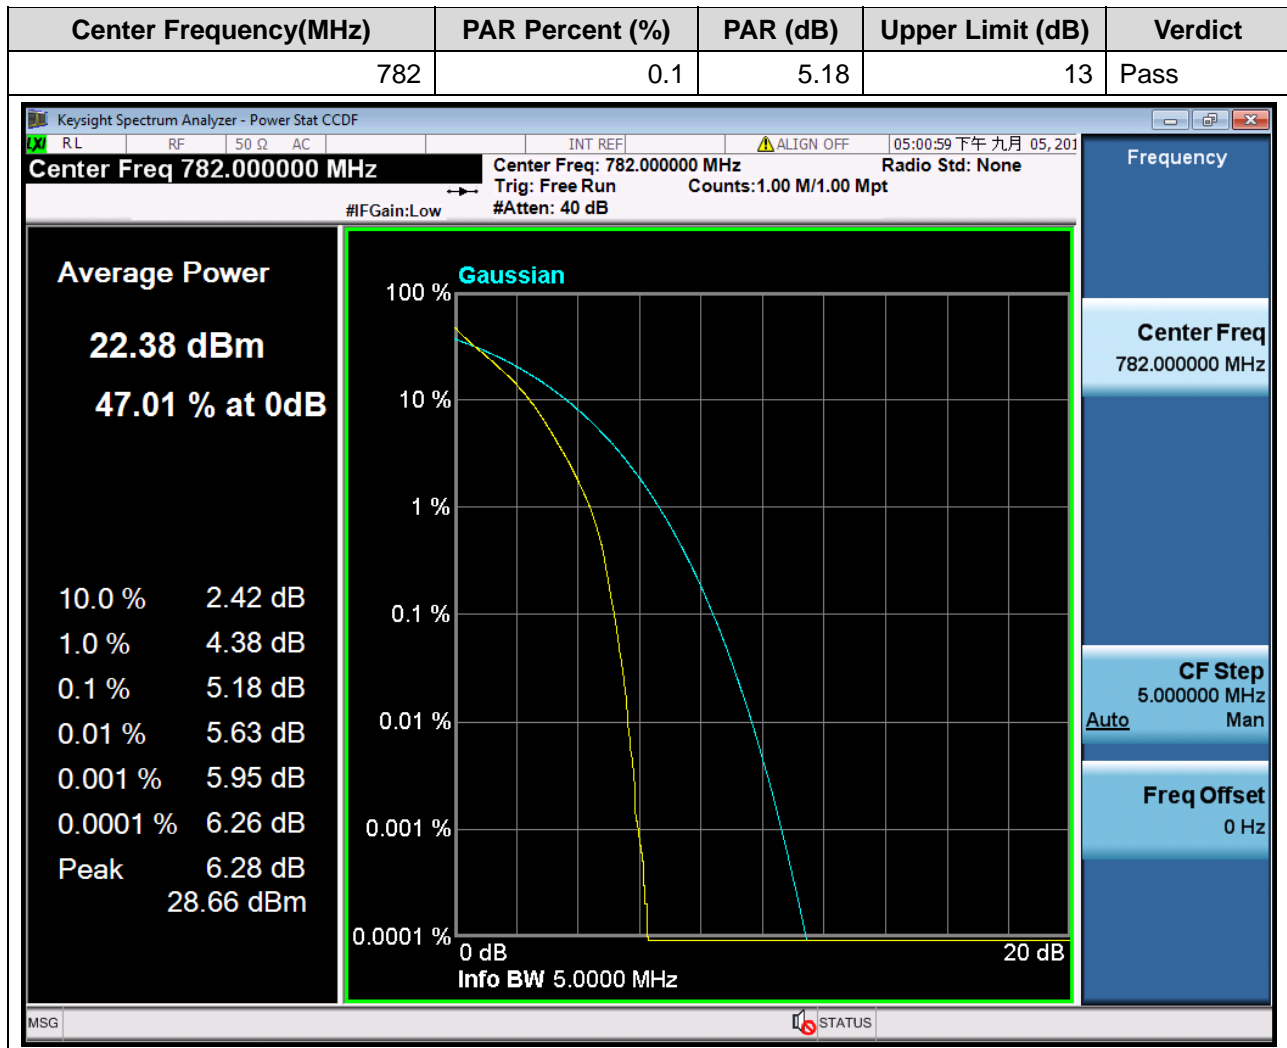 Center Frequency(MHz) PAR Percent (%) PAR (dB) Upper Limit (dB) Verdict
782 0.1 5.18 13 Pass
Keysight Spectrum Analyzer - Power Stat CCDF
LXI RL RF 50 Ω AC INT REF ALIGN OFF 05:00:59 下午 九月 05, 201
Center Freq 782.000000 MHz
Center Freq: 782.000000 MHz Radio Std: None
Trig: Free Run Counts:1.00 M/1.00 Mpt
#IFGain:Low #Atten: 40 dB
Average Power
22.38 dBm
47.01 % at 0dB
10.0 % 2.42 dB
1.0 % 4.38 dB
0.1 % 5.18 dB
0.01 % 5.63 dB
0.001 % 5.95 dB
0.0001 % 6.26 dB
Peak 6.28 dB
28.66 dBm
Gaussian
100 %
10 %
1 %
0.1 %
0.01 %
0.001 %
0.0001 %
0 dB 20 dB
Info BW 5.0000 MHz
Frequency
Center Freq
782.000000 MHz
CF Step
5.000000 MHz
Auto Man
Freq Offset
0 Hz
MSG STATUS